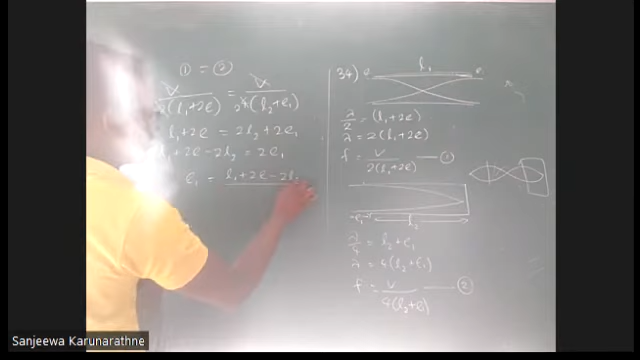 ① = ②
V / 2(l₁+2e) = V / 4(l₂+e₁)
l₁+2e = 2l₂+2e₁
l₁+2e-2l₂ = 2e₁
e₁ = l₁+2e-2l₂
34)
e l₁ e
λ/2 = (l₁+2e)
λ = 2(l₁+2e)
f = V / 2(l₁+2e) —— ①
e₁ l₂
λ/4 = l₂+e₁
λ = 4(l₂+e₁)
f = V / 4(l₂+e) —— ②
Sanjeewa Karunarathne